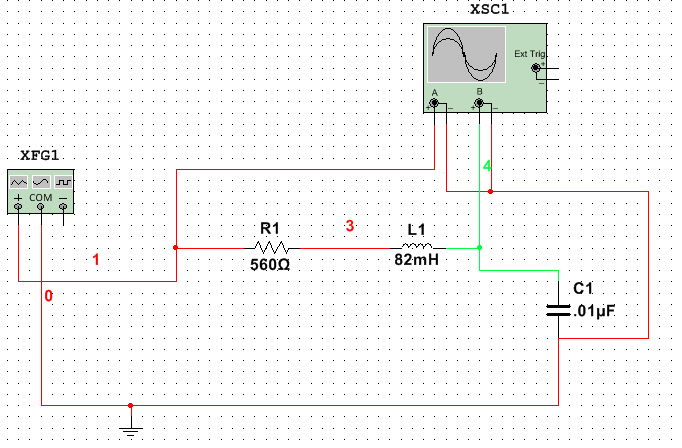 XSC1
Ext Trig
+
A
B
−
+
−
+
−
4
XFG1
+
COM
−
R1
560Ω
3
L1
82mH
1
0
C1
.01µF